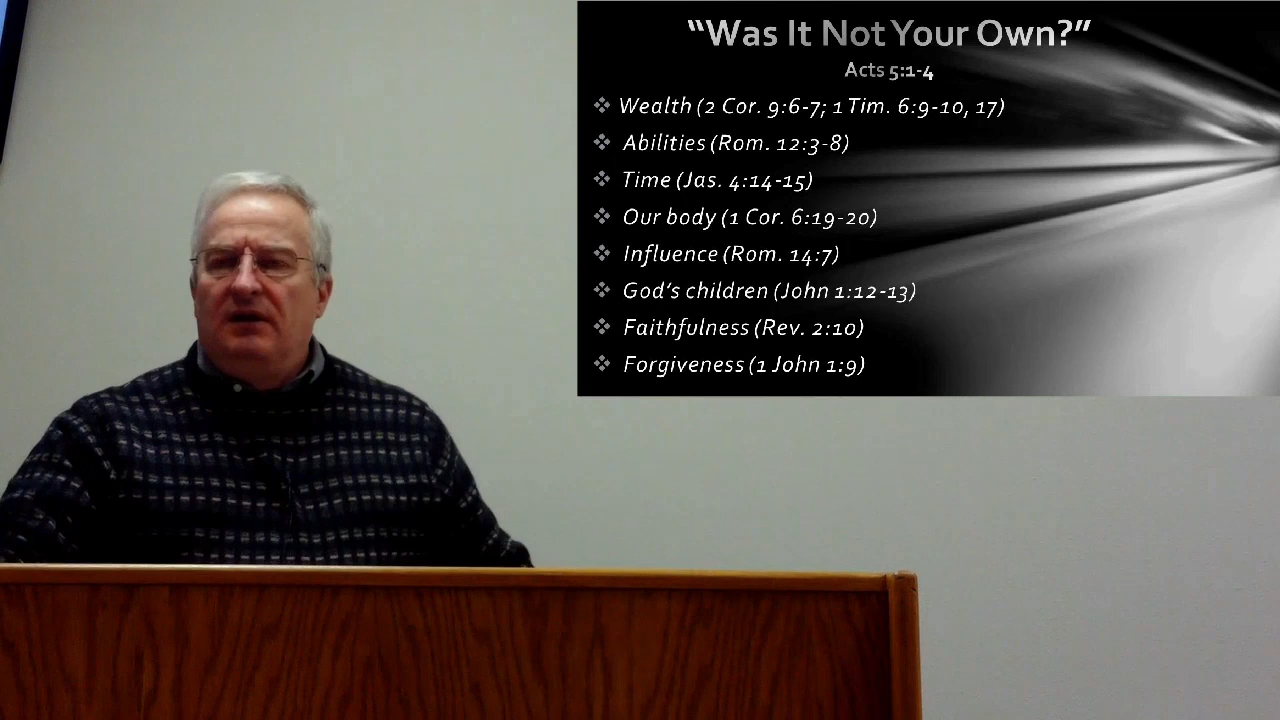 “Was It Not Your Own?”
Acts 5:1-4
❖ Wealth (2 Cor. 9:6-7; 1 Tim. 6:9-10, 17)
❖ Abilities (Rom. 12:3-8)
❖ Time (Jas. 4:14-15)
❖ Our body (1 Cor. 6:19-20)
❖ Influence (Rom. 14:7)
❖ God’s children (John 1:12-13)
❖ Faithfulness (Rev. 2:10)
❖ Forgiveness (1 John 1:9)